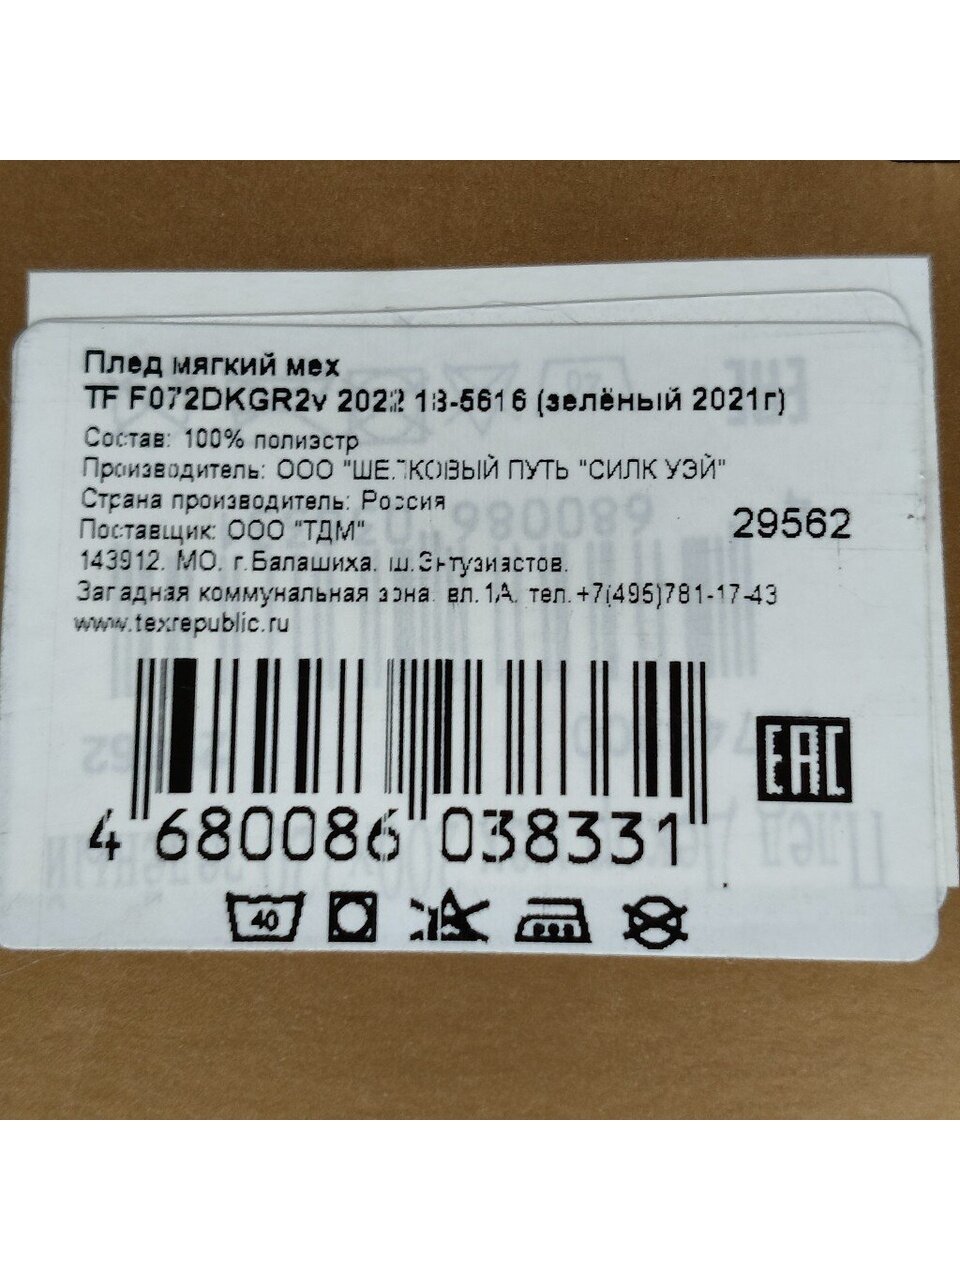 Плед мягкий мех
TF F072DKGR2v 2022 18-5616 (зелёный 2021г)
Состав: 100% полиэстр
Производитель: ООО "ШЕЛКОВЫЙ ПУТЬ "СИЛК УЭЙ"
Страна производитель: Россия
Поставщик: ООО "ТДМ"
29562
143912, МО, г.Балашиха, ш.Энтузиастов,
Западная коммунальная зона, вл.1А, тел.+7(495)781-17-43
www.texrepublic.ru
EAC
4 680086 038331
40